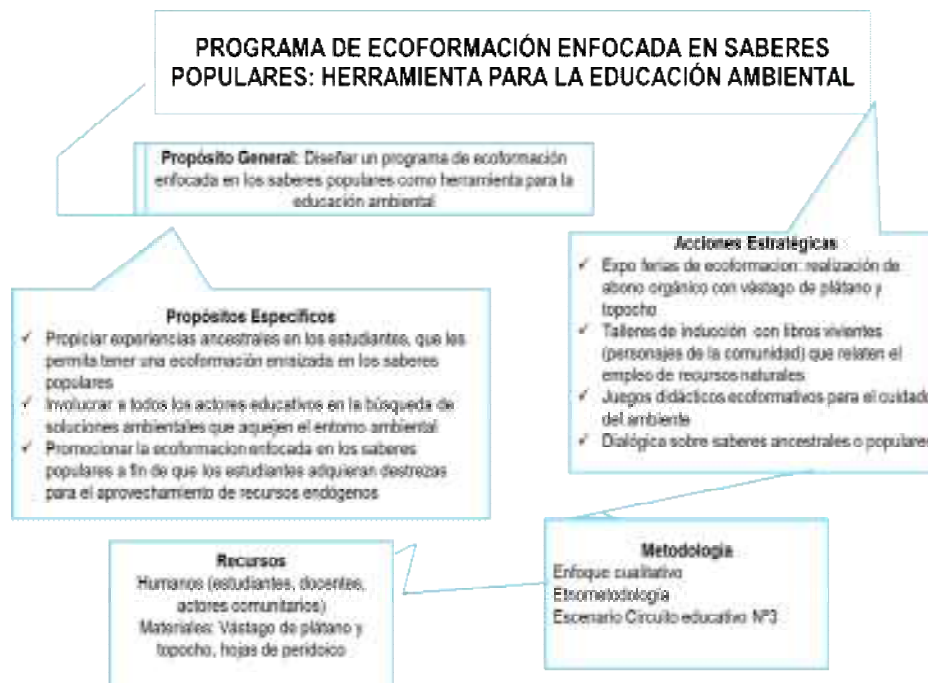 PROGRAMA DE ECOFORMACIÓN ENFOCADA EN SABERES
POPULARES: HERRAMIENTA PARA LA EDUCACIÓN AMBIENTAL
Propósito General: Diseñar un programa de ecoformación
enfocada en los saberes populares como herramienta para la
educación ambiental
Propósitos Específicos
✓ Propiciar experiencias ancestrales en los estudiantes, que les
permita tener una ecoformación enraizada en los saberes
populares
✓ Involucrar a todos los actores educativos en la búsqueda de
soluciones ambientales que aquejen el entorno ambiental
✓ Promocionar la ecoformacion enfocada en los saberes
populares a fin de que los estudiantes adquieran destrezas
para el aprovechamiento de recursos endógenos
Acciones Estratégicas
✓ Expo ferias de ecoformacion: realización de
abono orgánico con vástago de plátano y
topocho
✓ Talleres de inducción con libros vivientes
(personajes de la comunidad) que relaten el
empleo de recursos naturales
✓ Juegos didácticos ecoformativos para el cuidado
del ambiente
✓ Dialógica sobre saberes ancestrales o populares
Metodología
Enfoque cualitativo
Etnometodología
Escenario Circuito educativo Nº3
Recursos
Humanos (estudiantes, docentes,
actores comunitarios)
Materiales: Vástago de plátano y
topocho, hojas de peridoico